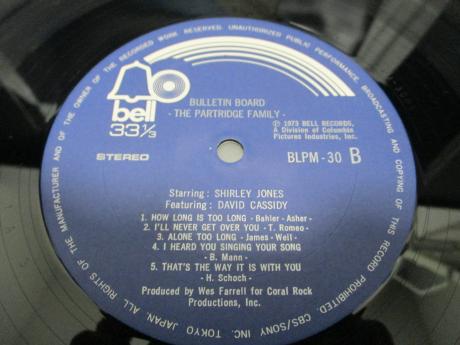 ALL RIGHTS OF THE MANUFACTURER AND OF THE OWNER OF THE RECORDED WORK RESERVED. UNAUTHORIZED PUBLIC PERFORMANCE, BROADCASTING AND COPYING OF THIS RECORD PROHIBITED. CBS/SONY INC. TOKYO JAPAN.
bell
33 1/3
STEREO
BULLETIN BOARD
- THE PARTRIDGE FAMILY -
℗ 1973 BELL RECORDS,
A Division of Columbia
Pictures Industries, Inc.
BLPM - 30 B
Starring : SHIRLEY JONES
Featuring : DAVID CASSIDY
1. HOW LONG IS TOO LONG - Bahler - Asher -
2. I'LL NEVER GET OVER YOU - T. Romeo -
3. ALONE TOO LONG - James - Weil -
4. I HEARD YOU SINGING YOUR SONG
- B. Mann -
5. THAT'S THE WAY IT IS WITH YOU
- H. Schoch -
Produced by Wes Farrell for Coral Rock
Productions, Inc.